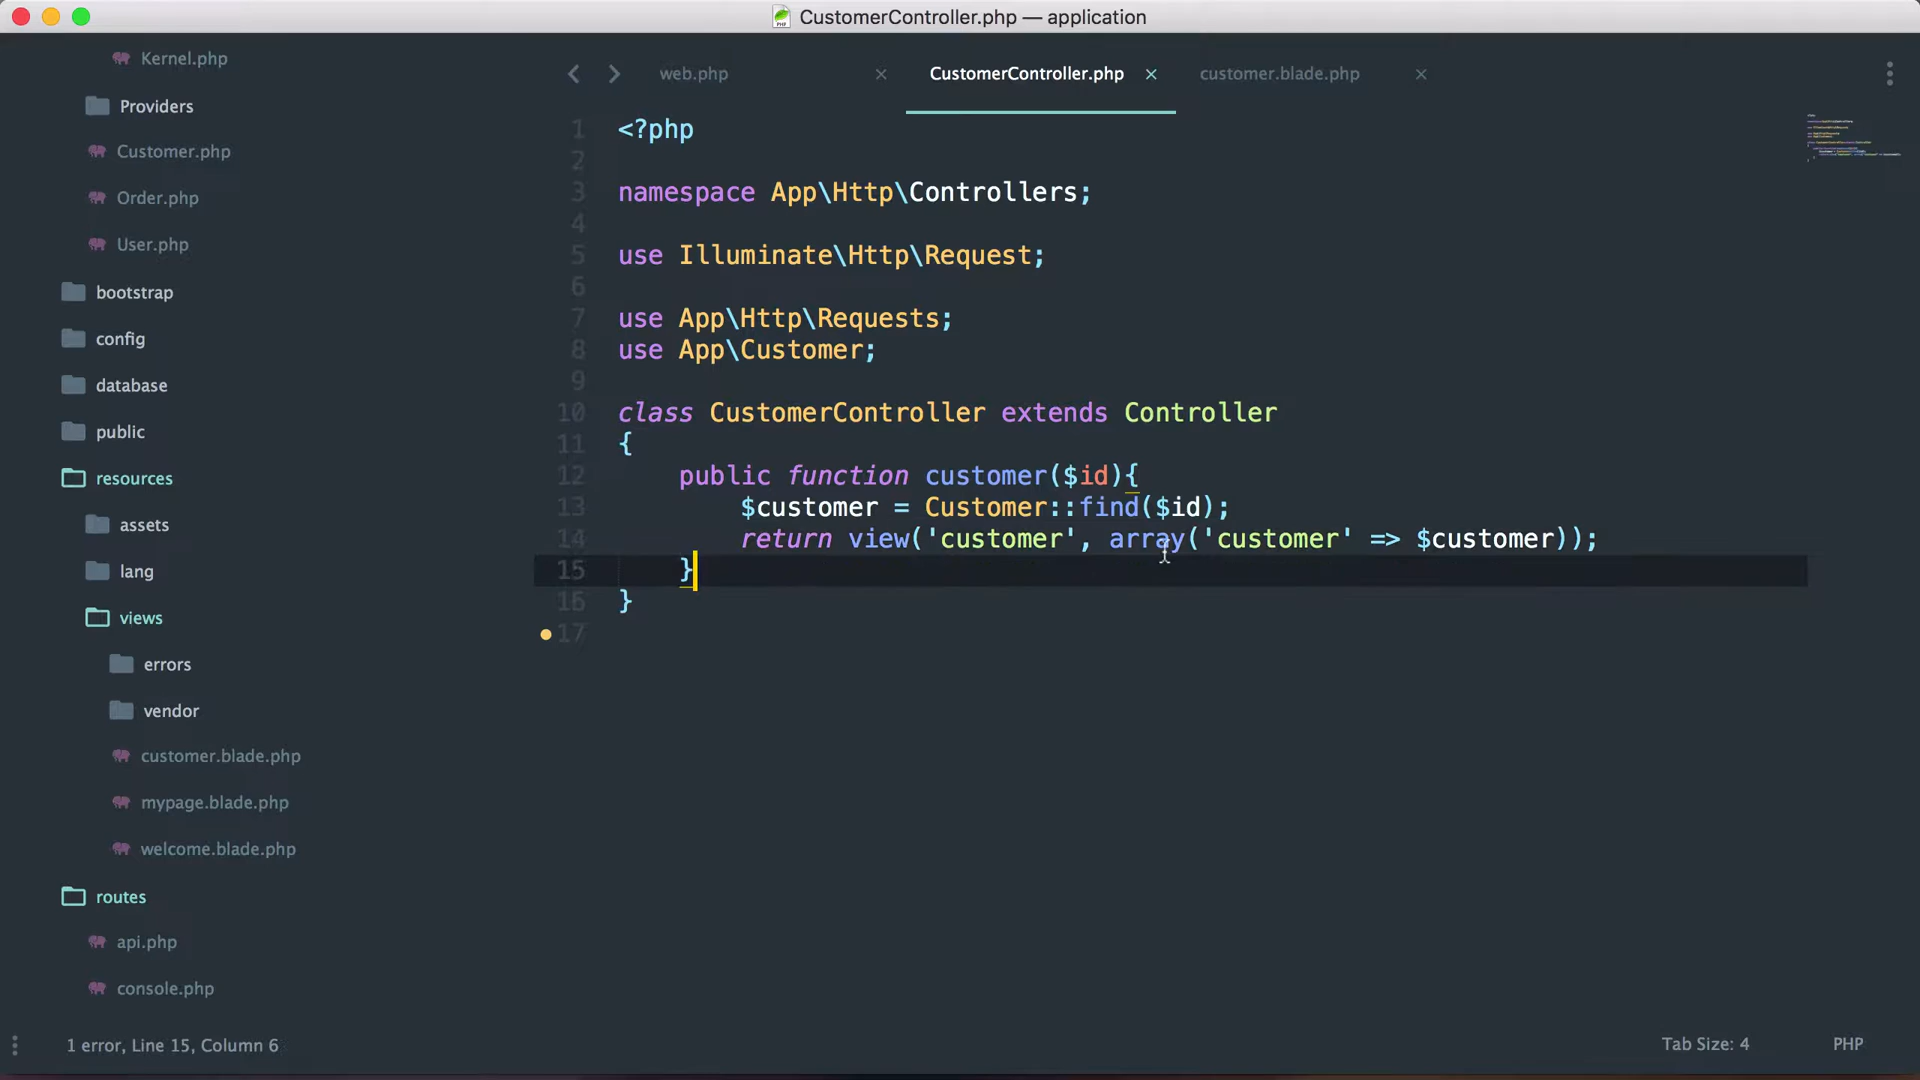 CustomerController.php — application
Kernel.php
Providers
Customer.php
Order.php
User.php
bootstrap
config
database
public
resources
assets
lang
views
errors
vendor
customer.blade.php
mypage.blade.php
welcome.blade.php
routes
api.php
console.php
web.php × CustomerController.php × customer.blade.php ×
1 <?php
2
3 namespace App\Http\Controllers;
4
5 use Illuminate\Http\Request;
6
7 use App\Http\Requests;
8 use App\Customer;
9
10 class CustomerController extends Controller
11 {
12 public function customer($id){
13 $customer = Customer::find($id);
14 return view('customer', array('customer' => $customer));
15 }
16 }
17
1 error, Line 15, Column 6
Tab Size: 4 PHP